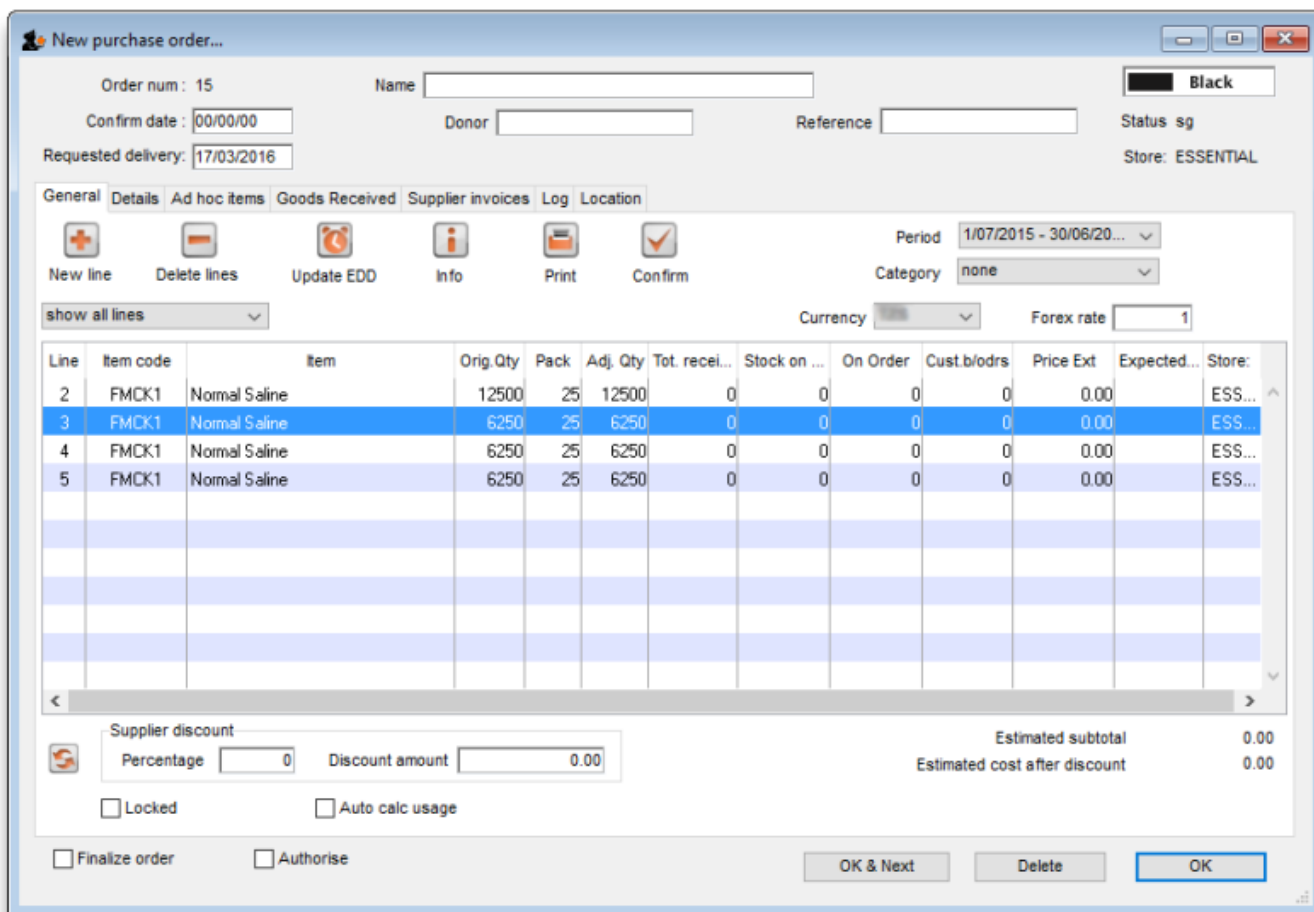 New purchase order...
Order num : 15 Name Black
Confirm date : 00/00/00 Donor Reference Status sg
Requested delivery: 17/03/2016 Store: ESSENTIAL
General Details Ad hoc items Goods Received Supplier invoices Log Location
New line Delete lines Update EDD Info Print Confirm
Period 1/07/2015 - 30/06/20...
Category none
show all lines Currency Forex rate 1
Line Item code Item Orig.Qty Pack Adj. Qty Tot. recei... Stock on ... On Order Cust.b/odrs Price Ext Expected... Store:
2 FMCK1 Normal Saline 12500 25 12500 0 0 0 0 0.00 ESS...
3 FMCK1 Normal Saline 6250 25 6250 0 0 0 0 0.00 ESS...
4 FMCK1 Normal Saline 6250 25 6250 0 0 0 0 0.00 ESS...
5 FMCK1 Normal Saline 6250 25 6250 0 0 0 0 0.00 ESS...
Supplier discount
Percentage 0 Discount amount 0.00
Estimated subtotal 0.00
Estimated cost after discount 0.00
Locked Auto calc usage
Finalize order Authorise OK & Next Delete OK